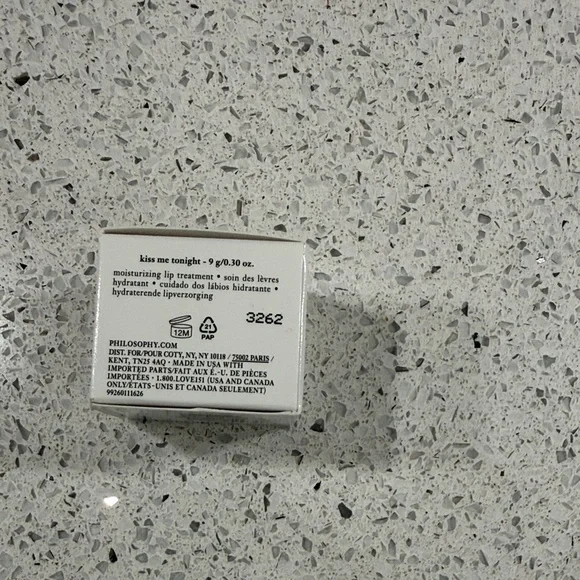 kiss me tonight - 9 g/0.30 oz.
moisturizing lip treatment • soin des lèvres
hydratant • cuidado dos lábios hidratante •
hydraterende lipverzorging
3262
12M
21
PAP
PHILOSOPHY.COM
DIST. FOR/POUR COTY, NY, NY 10118 / 75002 PARIS /
KENT, TN25 4AQ • MADE IN USA WITH
IMPORTED PARTS/FAIT AUX É.-U. DE PIÈCES
IMPORTÉES • 1.800.LOVE151 (USA AND CANADA
ONLY/ÉTATS-UNIS ET CANADA SEULEMENT)
99260111626